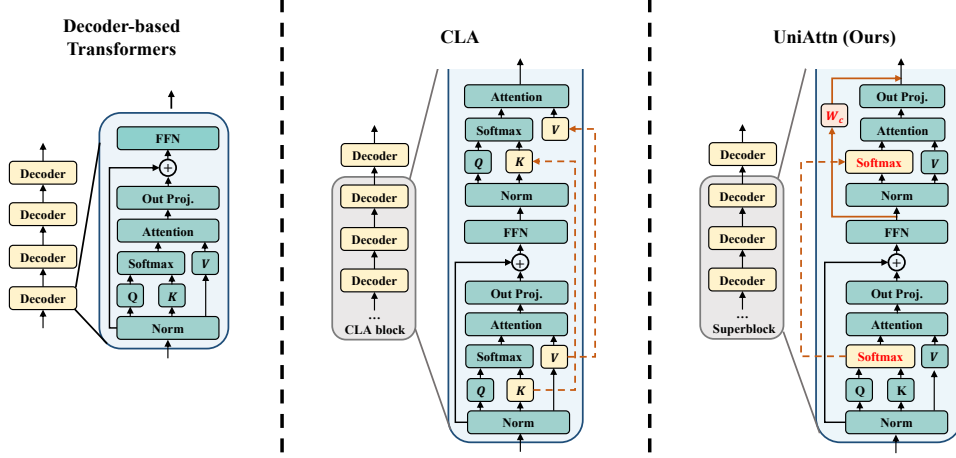 Decoder-based
Transformers
FFN
+
Out Proj.
Attention
Softmax
V
Q
K
Norm
Decoder
Decoder
Decoder
Decoder
CLA
Attention
Softmax
V
Q
K
Norm
FFN
+
Out Proj.
Attention
Softmax
V
Q
K
Norm
Decoder
Decoder
Decoder
Decoder
...
CLA block
UniAttn (Ours)
Out Proj.
W_c
Attention
Softmax
V
Norm
FFN
+
Out Proj.
Attention
Softmax
V
Q
K
Norm
Decoder
Decoder
Decoder
Decoder
...
Superblock